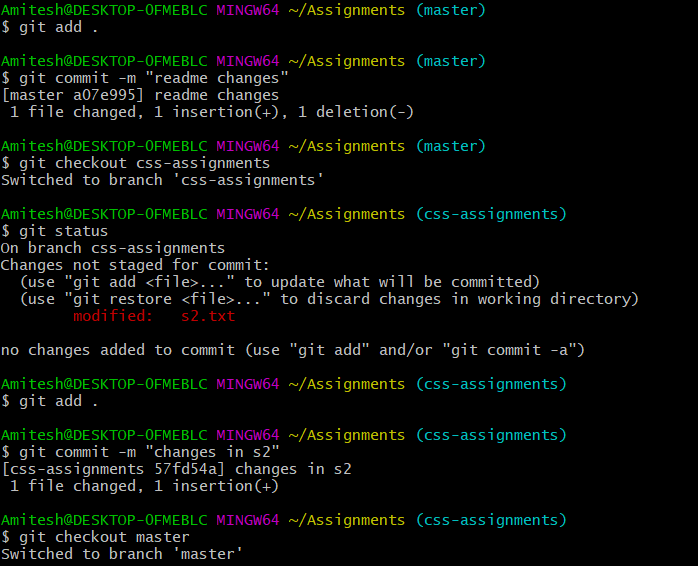 Amitesh@DESKTOP-OFMEBLC MINGW64 ~/Assignments (master)
$ git add .
Amitesh@DESKTOP-OFMEBLC MINGW64 ~/Assignments (master)
$ git commit -m "readme changes"
[master a07e995] readme changes
 1 file changed, 1 insertion(+), 1 deletion(-)
Amitesh@DESKTOP-OFMEBLC MINGW64 ~/Assignments (master)
$ git checkout css-assignments
Switched to branch 'css-assignments'
Amitesh@DESKTOP-OFMEBLC MINGW64 ~/Assignments (css-assignments)
$ git status
On branch css-assignments
Changes not staged for commit:
  (use "git add <file>..." to update what will be committed)
  (use "git restore <file>..." to discard changes in working directory)
        modified:   s2.txt
no changes added to commit (use "git add" and/or "git commit -a")
Amitesh@DESKTOP-OFMEBLC MINGW64 ~/Assignments (css-assignments)
$ git add .
Amitesh@DESKTOP-OFMEBLC MINGW64 ~/Assignments (css-assignments)
$ git commit -m "changes in s2"
[css-assignments 57fd54a] changes in s2
 1 file changed, 1 insertion(+)
Amitesh@DESKTOP-OFMEBLC MINGW64 ~/Assignments (css-assignments)
$ git checkout master
Switched to branch 'master'